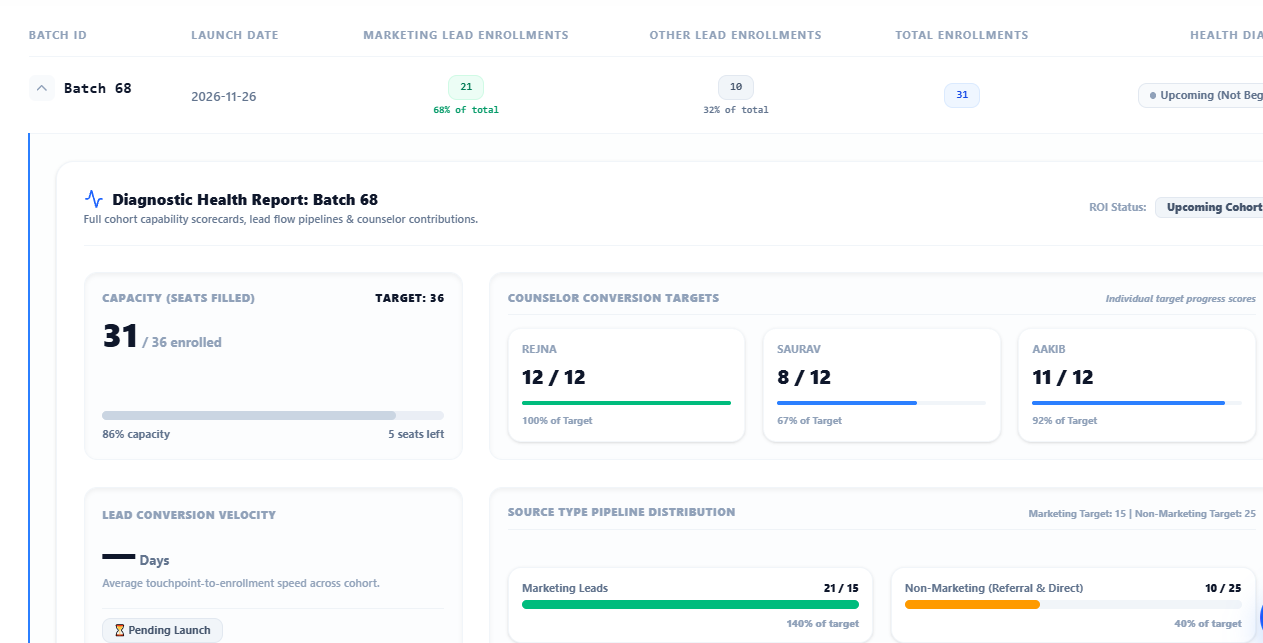 BATCH ID LAUNCH DATE MARKETING LEAD ENROLLMENTS OTHER LEAD ENROLLMENTS TOTAL ENROLLMENTS HEALTH DIA
Batch 68 2026-11-26 21 10 31 Upcoming (Not Beg
68% of total 32% of total
Diagnostic Health Report: Batch 68
Full cohort capability scorecards, lead flow pipelines & counselor contributions.
ROI Status: Upcoming Cohort
CAPACITY (SEATS FILLED) TARGET: 36
31 / 36 enrolled
86% capacity 5 seats left
COUNSELOR CONVERSION TARGETS Individual target progress scores
REJNA SAURAV AAKIB
12 / 12 8 / 12 11 / 12
100% of Target 67% of Target 92% of Target
LEAD CONVERSION VELOCITY
— Days
Average touchpoint-to-enrollment speed across cohort.
Pending Launch
SOURCE TYPE PIPELINE DISTRIBUTION Marketing Target: 15 | Non-Marketing Target: 25
Marketing Leads 21 / 15 Non-Marketing (Referral & Direct) 10 / 25
140% of target 40% of target